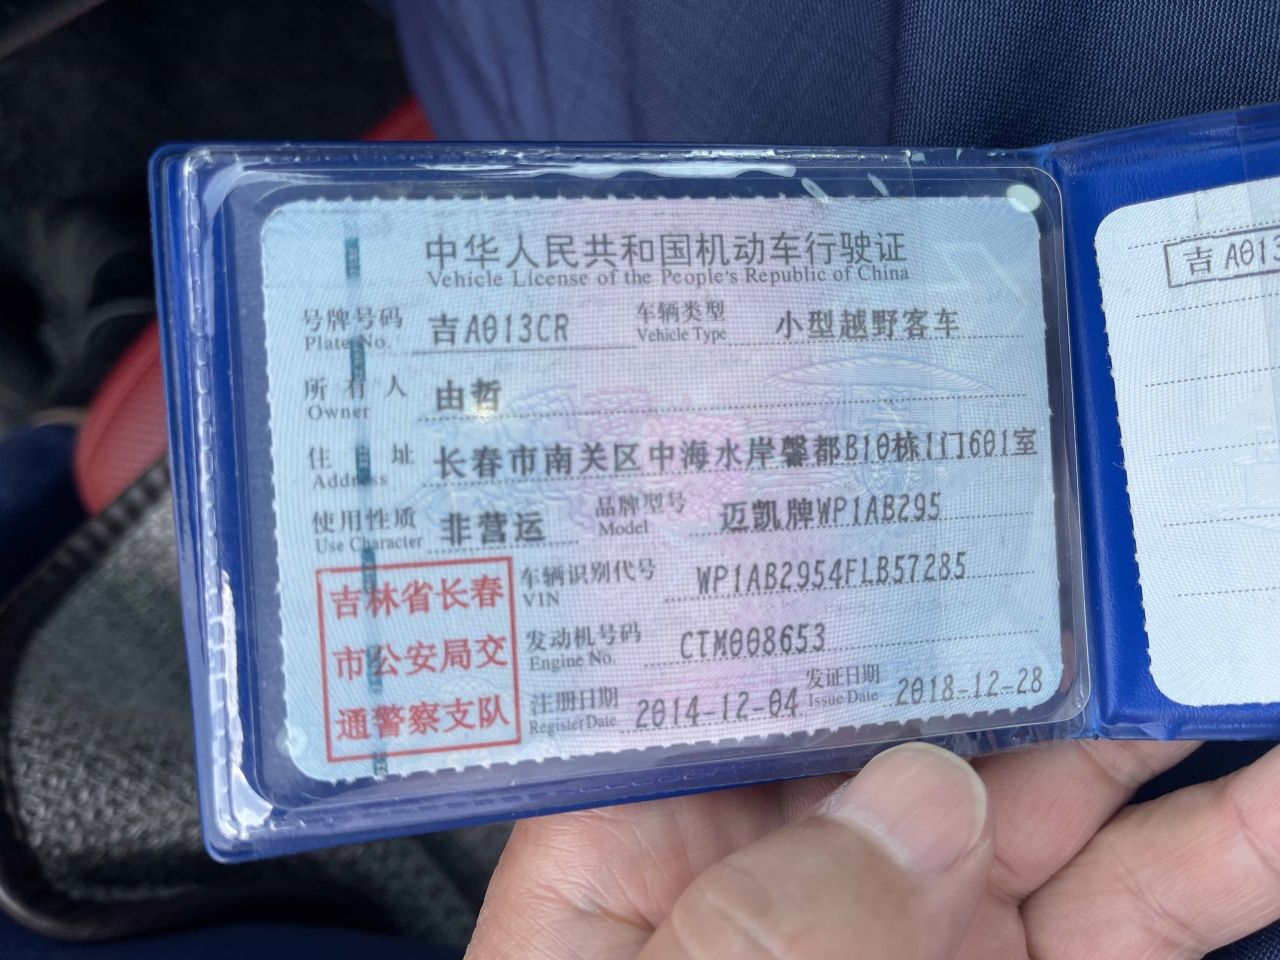 中华人民共和国机动车行驶证
Vehicle License of the People's Republic of China
号牌号码 吉A013CR 车辆类型 小型越野客车
Plate No. Vehicle Type
所有人 由哲
Owner
住址 长春市南关区中海水岸馨都B10栋1门601室
Address
使用性质 非营运 品牌型号 迈凯牌WP1AB295
Use Character Model
车辆识别代号 WP1AB2954FLB57285
VIN
发动机号码 CTM008653
Engine No.
注册日期 2014-12-04 发证日期 2018-12-28
Register Date Issue Date
吉林省长春
市公安局交
通警察支队
吉A013